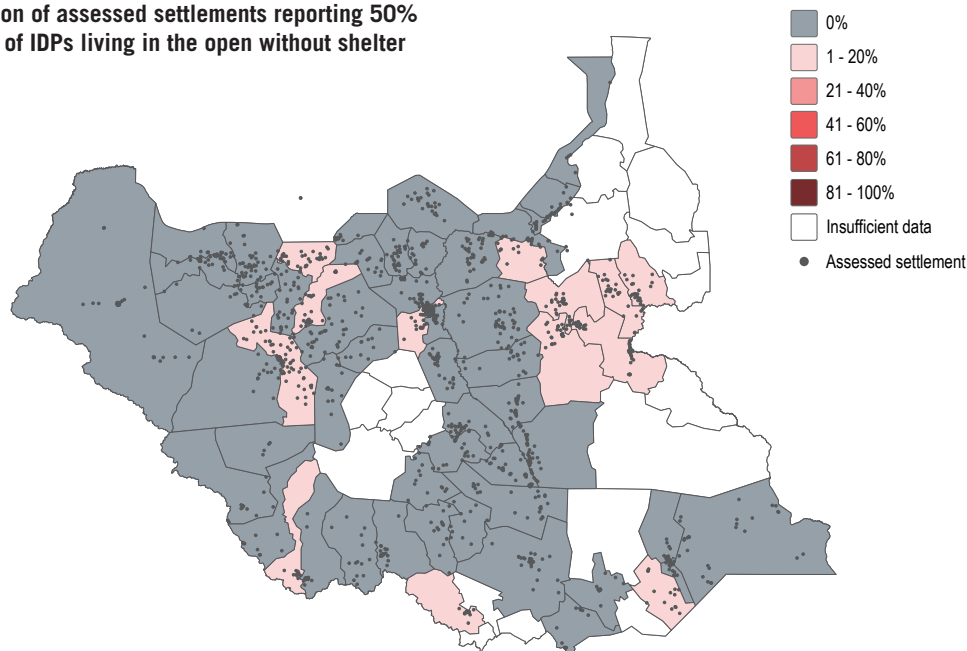 on of assessed settlements reporting 50%
of IDPs living in the open without shelter
0%
1 - 20%
21 - 40%
41 - 60%
61 - 80%
81 - 100%
Insufficient data
Assessed settlement